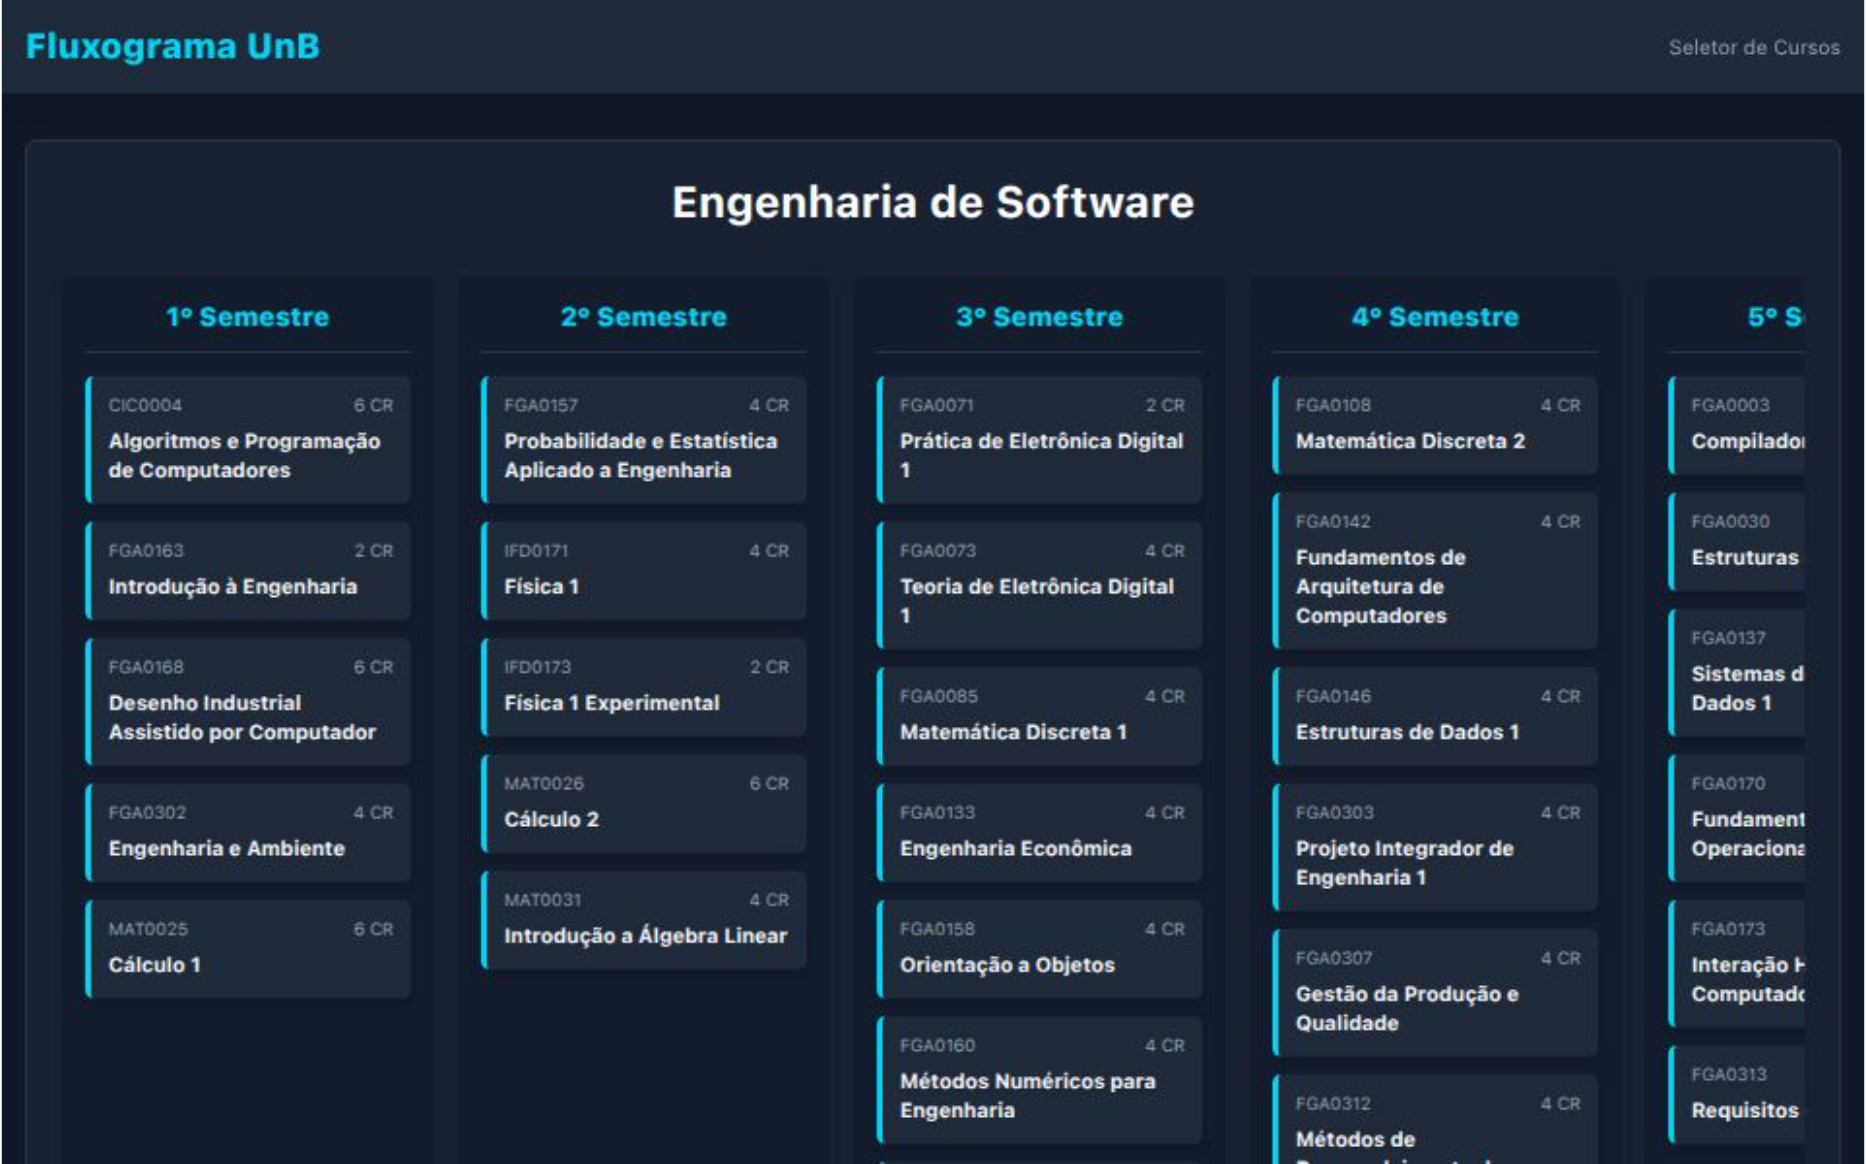 Fluxograma UnB
Seletor de Cursos
Engenharia de Software
1º Semestre
CIC0004 6 CR
Algoritmos e Programação
de Computadores
FGA0163 2 CR
Introdução à Engenharia
FGA0168 6 CR
Desenho Industrial
Assistido por Computador
FGA0302 4 CR
Engenharia e Ambiente
MAT0025 6 CR
Cálculo 1
2º Semestre
FGA0157 4 CR
Probabilidade e Estatística
Aplicado a Engenharia
IFD0171 4 CR
Física 1
IFD0173 2 CR
Física 1 Experimental
MAT0026 6 CR
Cálculo 2
MAT0031 4 CR
Introdução a Álgebra Linear
3º Semestre
FGA0071 2 CR
Prática de Eletrônica Digital
1
FGA0073 4 CR
Teoria de Eletrônica Digital
1
FGA0085 4 CR
Matemática Discreta 1
FGA0133 4 CR
Engenharia Econômica
FGA0158 4 CR
Orientação a Objetos
FGA0160 4 CR
Métodos Numéricos para
Engenharia
4º Semestre
FGA0108 4 CR
Matemática Discreta 2
FGA0142 4 CR
Fundamentos de
Arquitetura de
Computadores
FGA0146 4 CR
Estruturas de Dados 1
FGA0303 4 CR
Projeto Integrador de
Engenharia 1
FGA0307 4 CR
Gestão da Produção e
Qualidade
FGA0312 4 CR
Métodos de
5º S
FGA0003
Compilado
FGA0030
Estruturas
FGA0137
Sistemas d
Dados 1
FGA0170
Fundament
Operaciona
FGA0173
Interação H
Computad
FGA0313
Requisitos